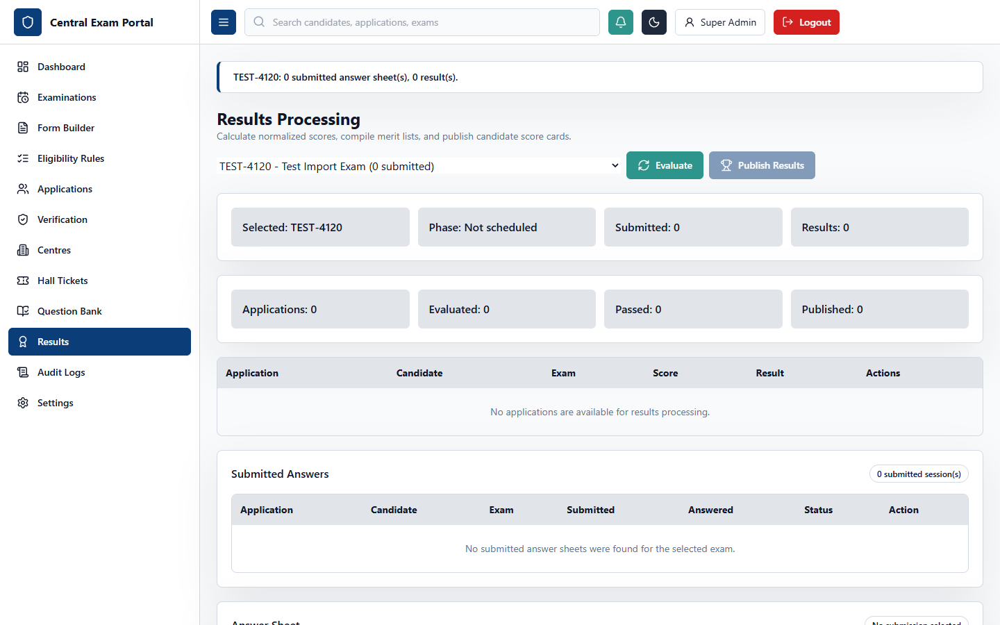 Central Exam Portal
Search candidates, applications, exams
Super Admin
Logout
Dashboard
Examinations
Form Builder
Eligibility Rules
Applications
Verification
Centres
Hall Tickets
Question Bank
Results
Audit Logs
Settings
TEST-4120: 0 submitted answer sheet(s), 0 result(s).
Results Processing
Calculate normalized scores, compile merit lists, and publish candidate score cards.
TEST-4120 - Test Import Exam (0 submitted)
Evaluate
Publish Results
Selected: TEST-4120
Phase: Not scheduled
Submitted: 0
Results: 0
Applications: 0
Evaluated: 0
Passed: 0
Published: 0
Application Candidate Exam Score Result Actions
No applications are available for results processing.
Submitted Answers
0 submitted session(s)
Application Candidate Exam Submitted Answered Status Action
No submitted answer sheets were found for the selected exam.
Answer Sheet
No submission selected